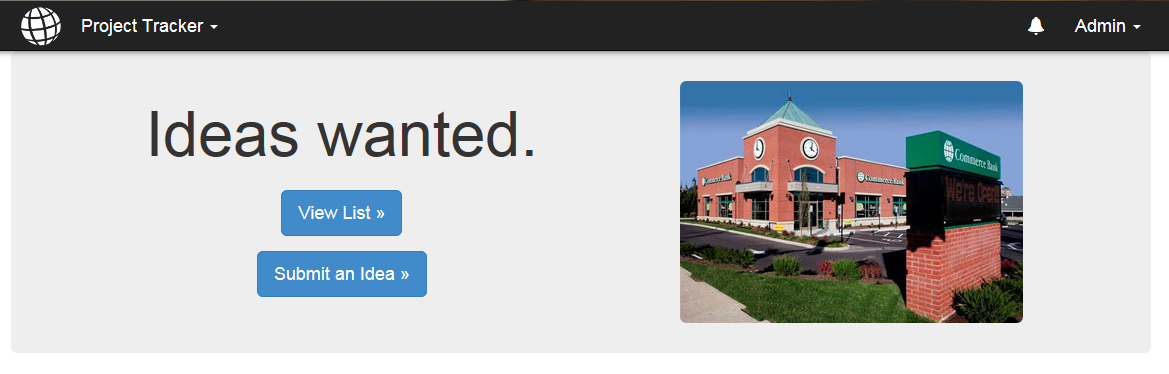 Project Tracker
Admin
Ideas wanted.
View List »
Submit an Idea »
Commerce Bank
Commerce Bank
Commerce Bank
We're Open!